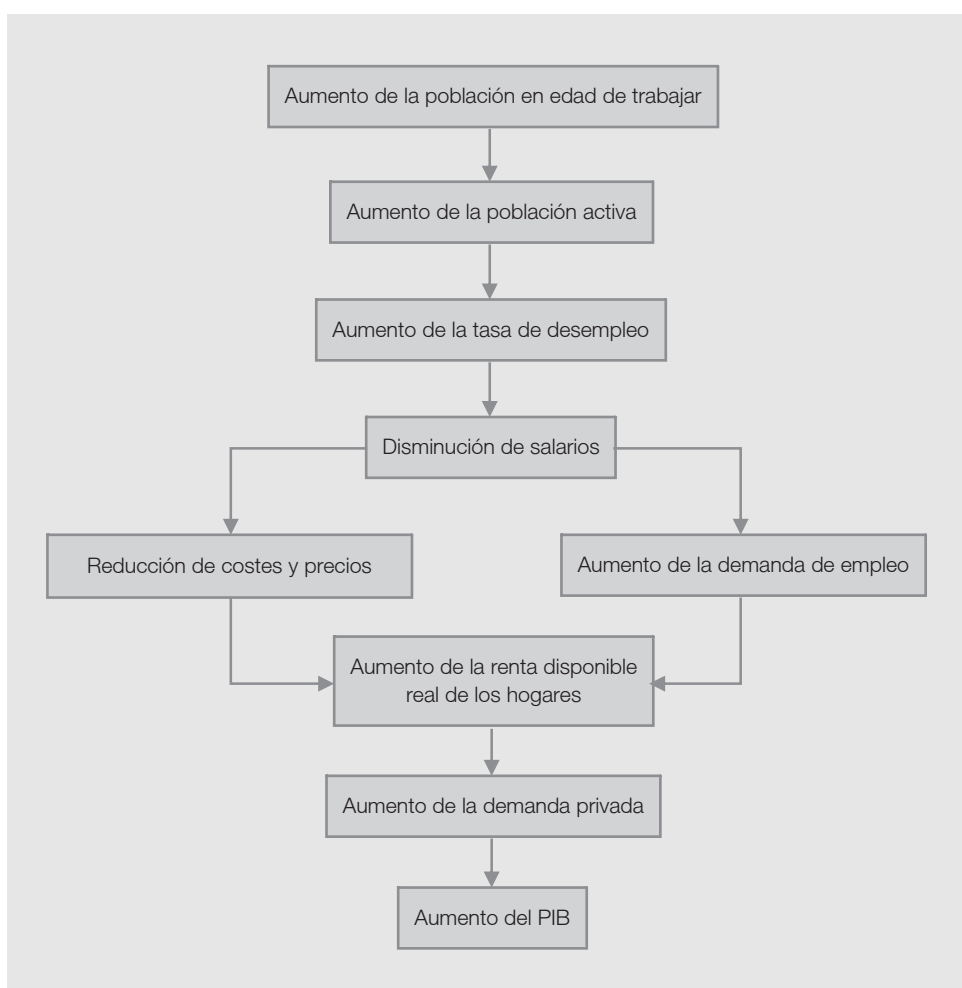 Aumento de la población en edad de trabajar
Aumento de la población activa
Aumento de la tasa de desempleo
Disminución de salarios
Reducción de costes y precios
Aumento de la demanda de empleo
Aumento de la renta disponible
real de los hogares
Aumento de la demanda privada
Aumento del PIB